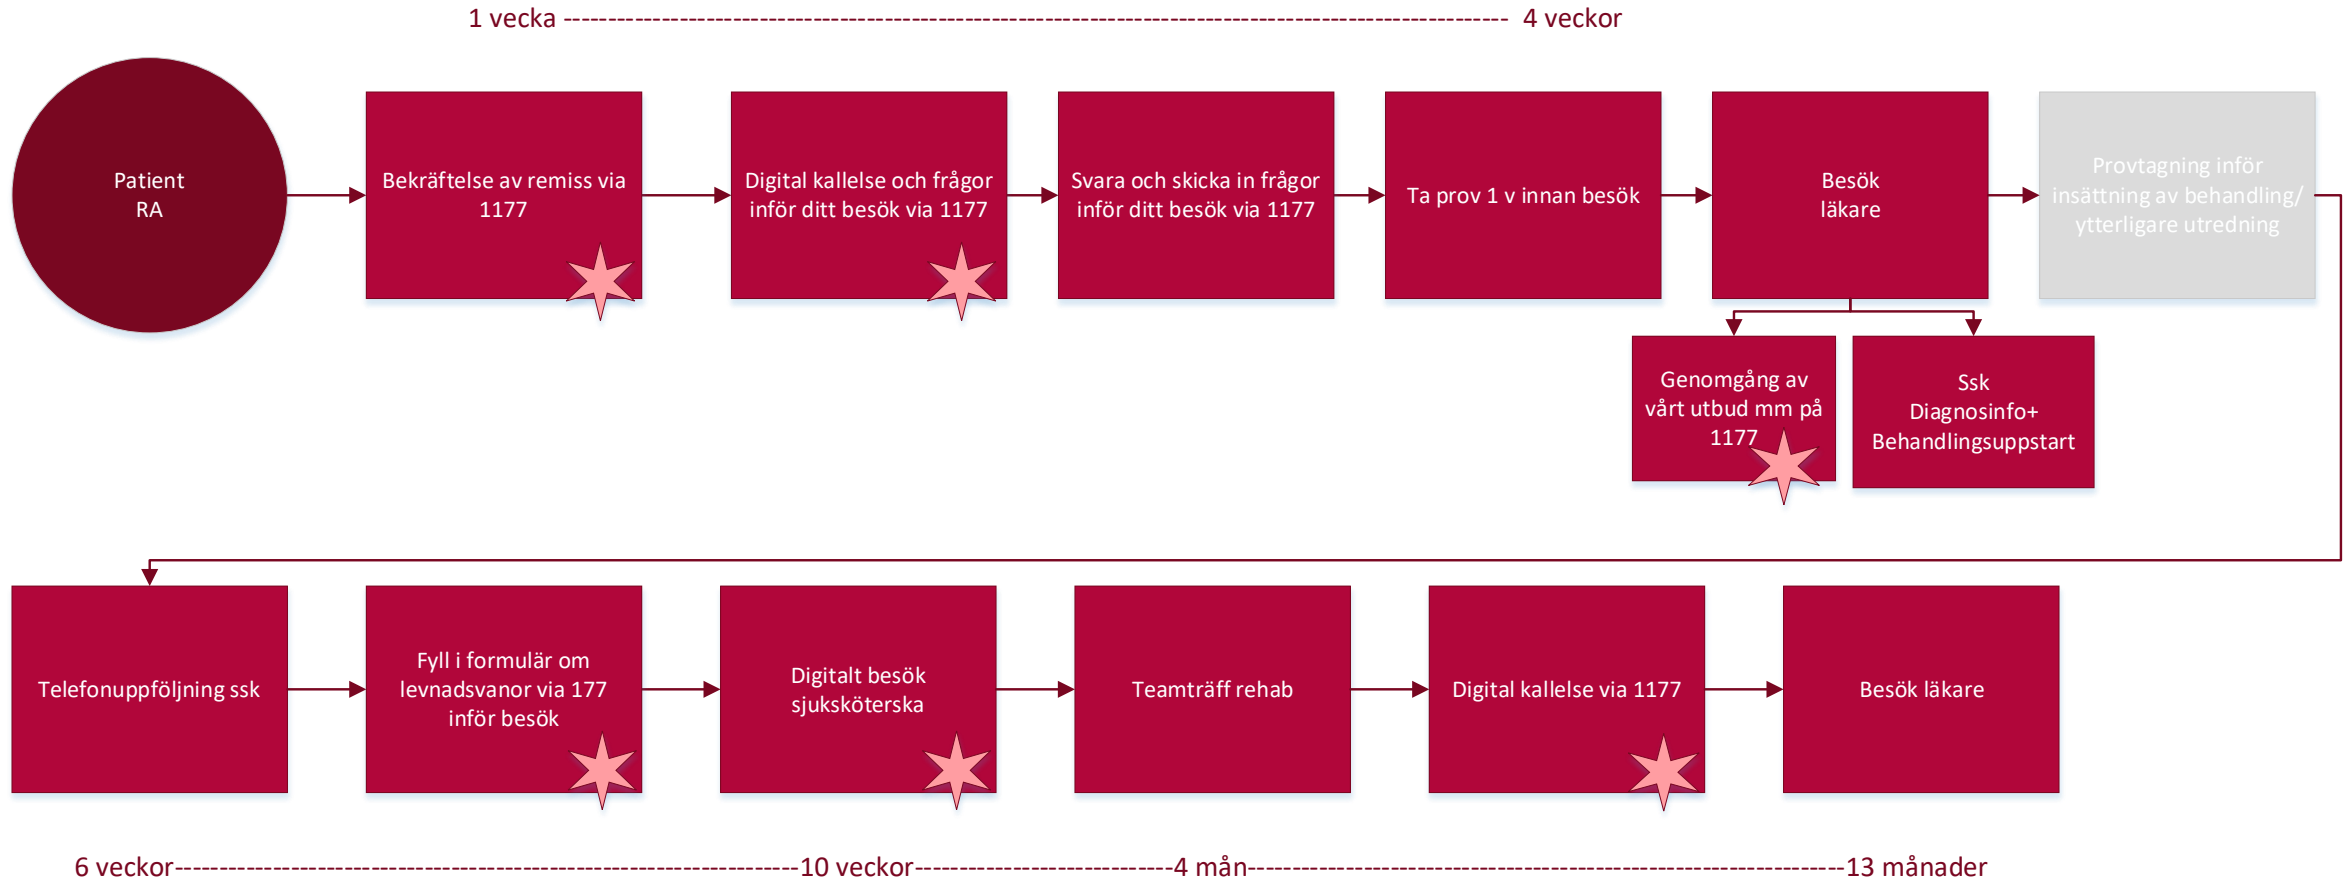 1 vecka ---------------------------------------------------------------------------------------- 4 veckor
Patient
RA
Bekräftelse av remiss via
1177
Digital kallelse och frågor
inför ditt besök via 1177
Svara och skicka in frågor
inför ditt besök via 1177
Ta prov 1 v innan besök
Besök
läkare
Provtagning inför
insättning av behandling/
ytterligare utredning
Genomgång av
vårt utbud mm på
1177
Ssk
Diagnosinfo+
Behandlingsuppstart
Telefonuppföljning ssk
Fyll i formulär om
levnadsvanor via 177
inför besök
Digitalt besök
sjuksköterska
Teamträff rehab
Digital kallelse via 1177
Besök läkare
6 veckor----------------------------------------------------------10 veckor------------------------4 mån--------------------------------------------------------13 månader